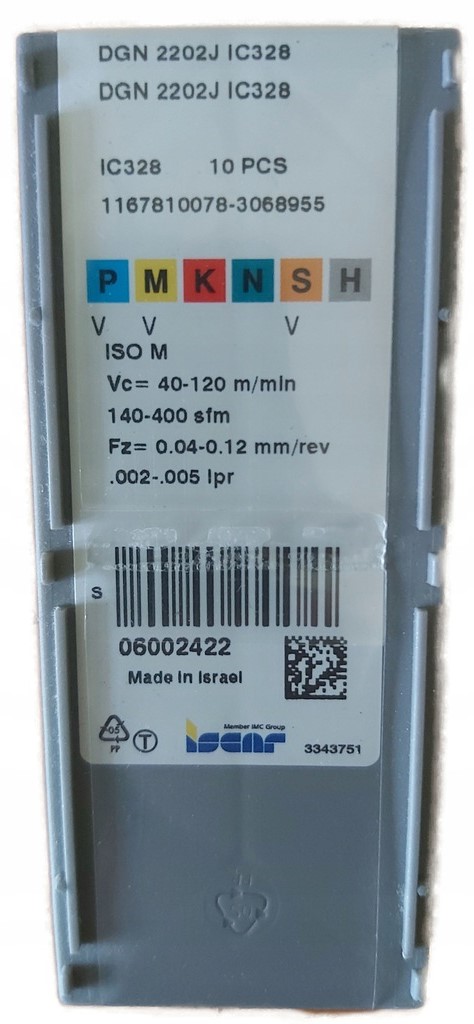 DGN 2202J IC328
DGN 2202J IC328
IC328 10 PCS
1167810078-3068955
P M K N S H
V V V
ISO M
Vc= 40-120 m/min
140-400 sfm
Fz= 0.04-0.12 mm/rev
.002-.005 ipr
S
06002422
Made in Israel
05
PP
T
Member IMC Group
iscar
3343751